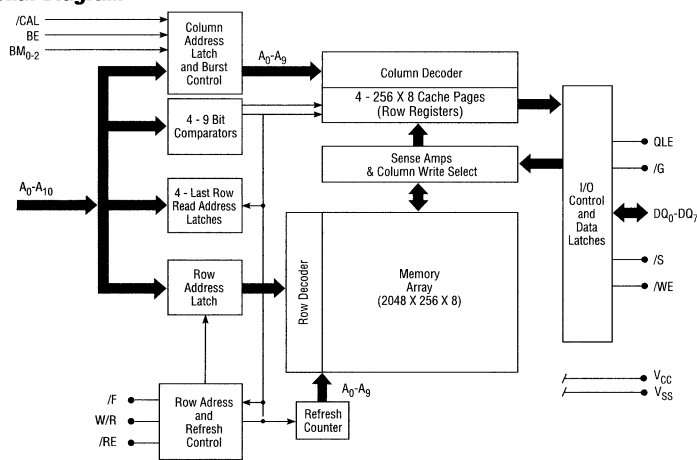 /CAL
BE
BM0-2
Column
Address
Latch
and Burst
Control
A0-A9
Column Decoder
4 - 256 X 8 Cache Pages
(Row Registers)
4 - 9 Bit
Comparators
Sense Amps
& Column Write Select
A0-A10
4 - Last Row
Read Address
Latches
I/O
Control
and
Data
Latches
QLE
/G
DQ0-DQ7
/S
/WE
Row
Address
Latch
Row Decoder
Memory
Array
(2048 X 256 X 8)
A0-A9
VCC
VSS
/F
W/R
/RE
Row Adress
and
Refresh
Control
Refresh
Counter